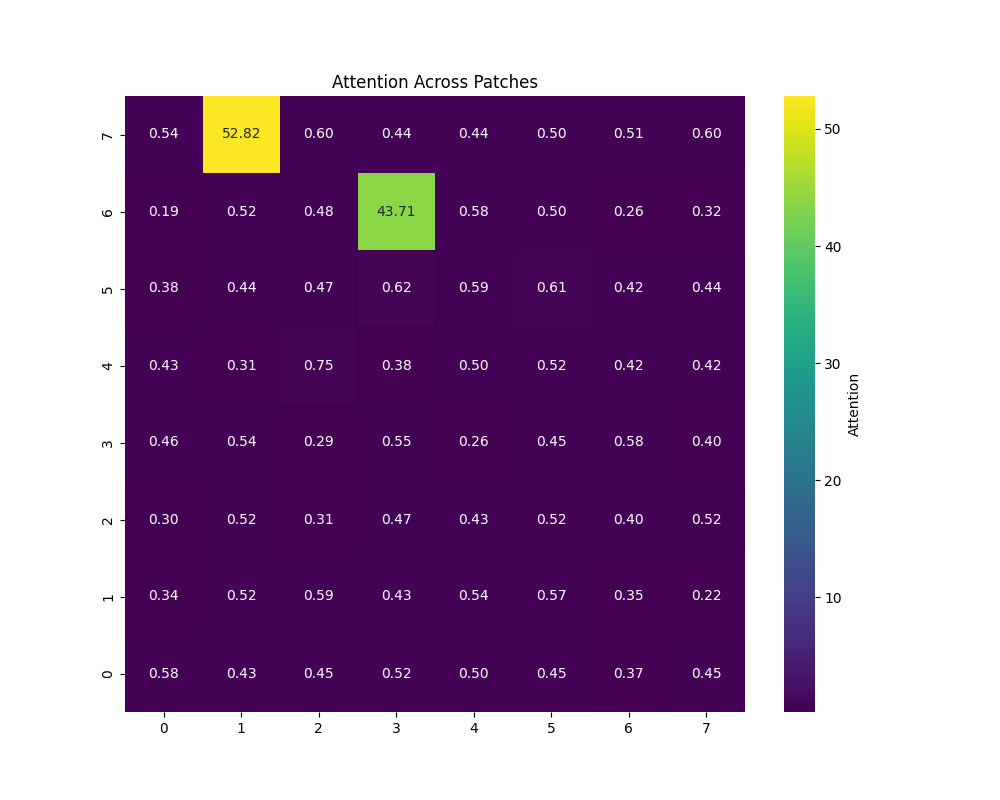 Attention Across Patches
7 0.54 52.82 0.60 0.44 0.44 0.50 0.51 0.60
6 0.19 0.52 0.48 43.71 0.58 0.50 0.26 0.32
5 0.38 0.44 0.47 0.62 0.59 0.61 0.42 0.44
4 0.43 0.31 0.75 0.38 0.50 0.52 0.42 0.42
3 0.46 0.54 0.29 0.55 0.26 0.45 0.58 0.40
2 0.30 0.52 0.31 0.47 0.43 0.52 0.40 0.52
1 0.34 0.52 0.59 0.43 0.54 0.57 0.35 0.22
0 0.58 0.43 0.45 0.52 0.50 0.45 0.37 0.45
0 1 2 3 4 5 6 7
50
40
30
20
10
Attention